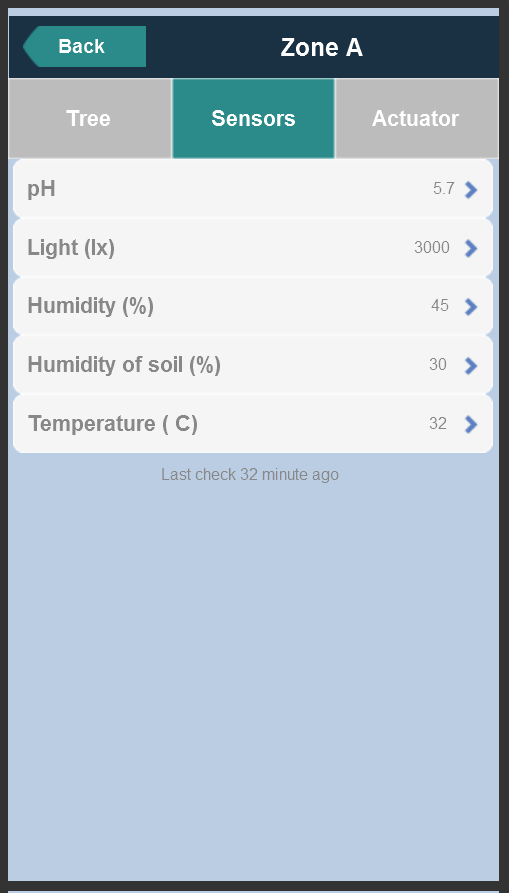 Back
Zone A
Tree Sensors Actuator
pH 5.7
Light (lx) 3000
Humidity (%) 45
Humidity of soil (%) 30
Temperature ( C) 32
Last check 32 minute ago